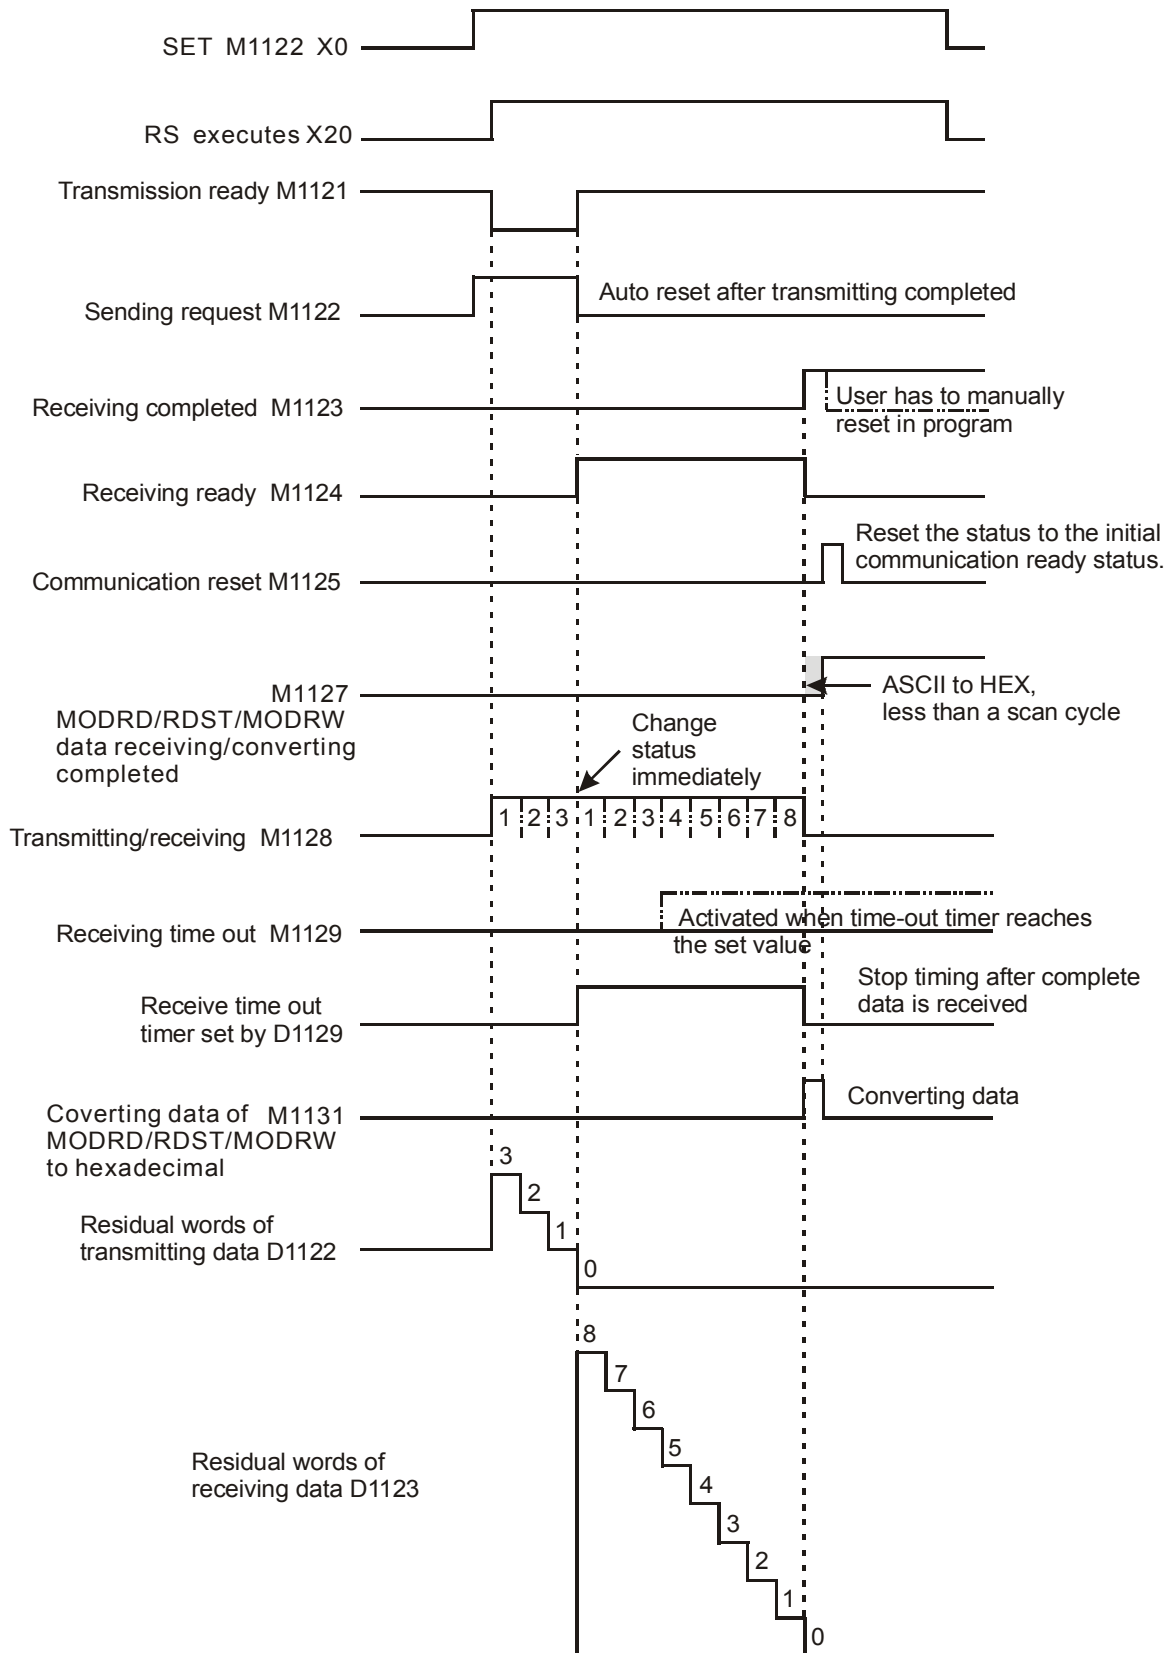 SET M1122 X0
RS executes X20
Transmission ready M1121
Sending request M1122
Auto reset after transmitting completed
Receiving completed M1123
User has to manually
reset in program
Receiving ready M1124
Reset the status to the initial
communication ready status.
Communication reset M1125
M1127
MODRD/RDST/MODRW
data receiving/converting
completed
ASCII to HEX,
less than a scan cycle
Change
status
immediately
Transmitting/receiving M1128
1 2 3 1 2 3 4 5 6 7 8
Receiving time out M1129
Activated when time-out timer reaches
the set value
Receive time out
timer set by D1129
Stop timing after complete
data is received
Coverting data of M1131
MODRD/RDST/MODRW
to hexadecimal
Converting data
Residual words of
transmitting data D1122
3
2
1
0
Residual words of
receiving data D1123
8
7
6
5
4
3
2
1
0